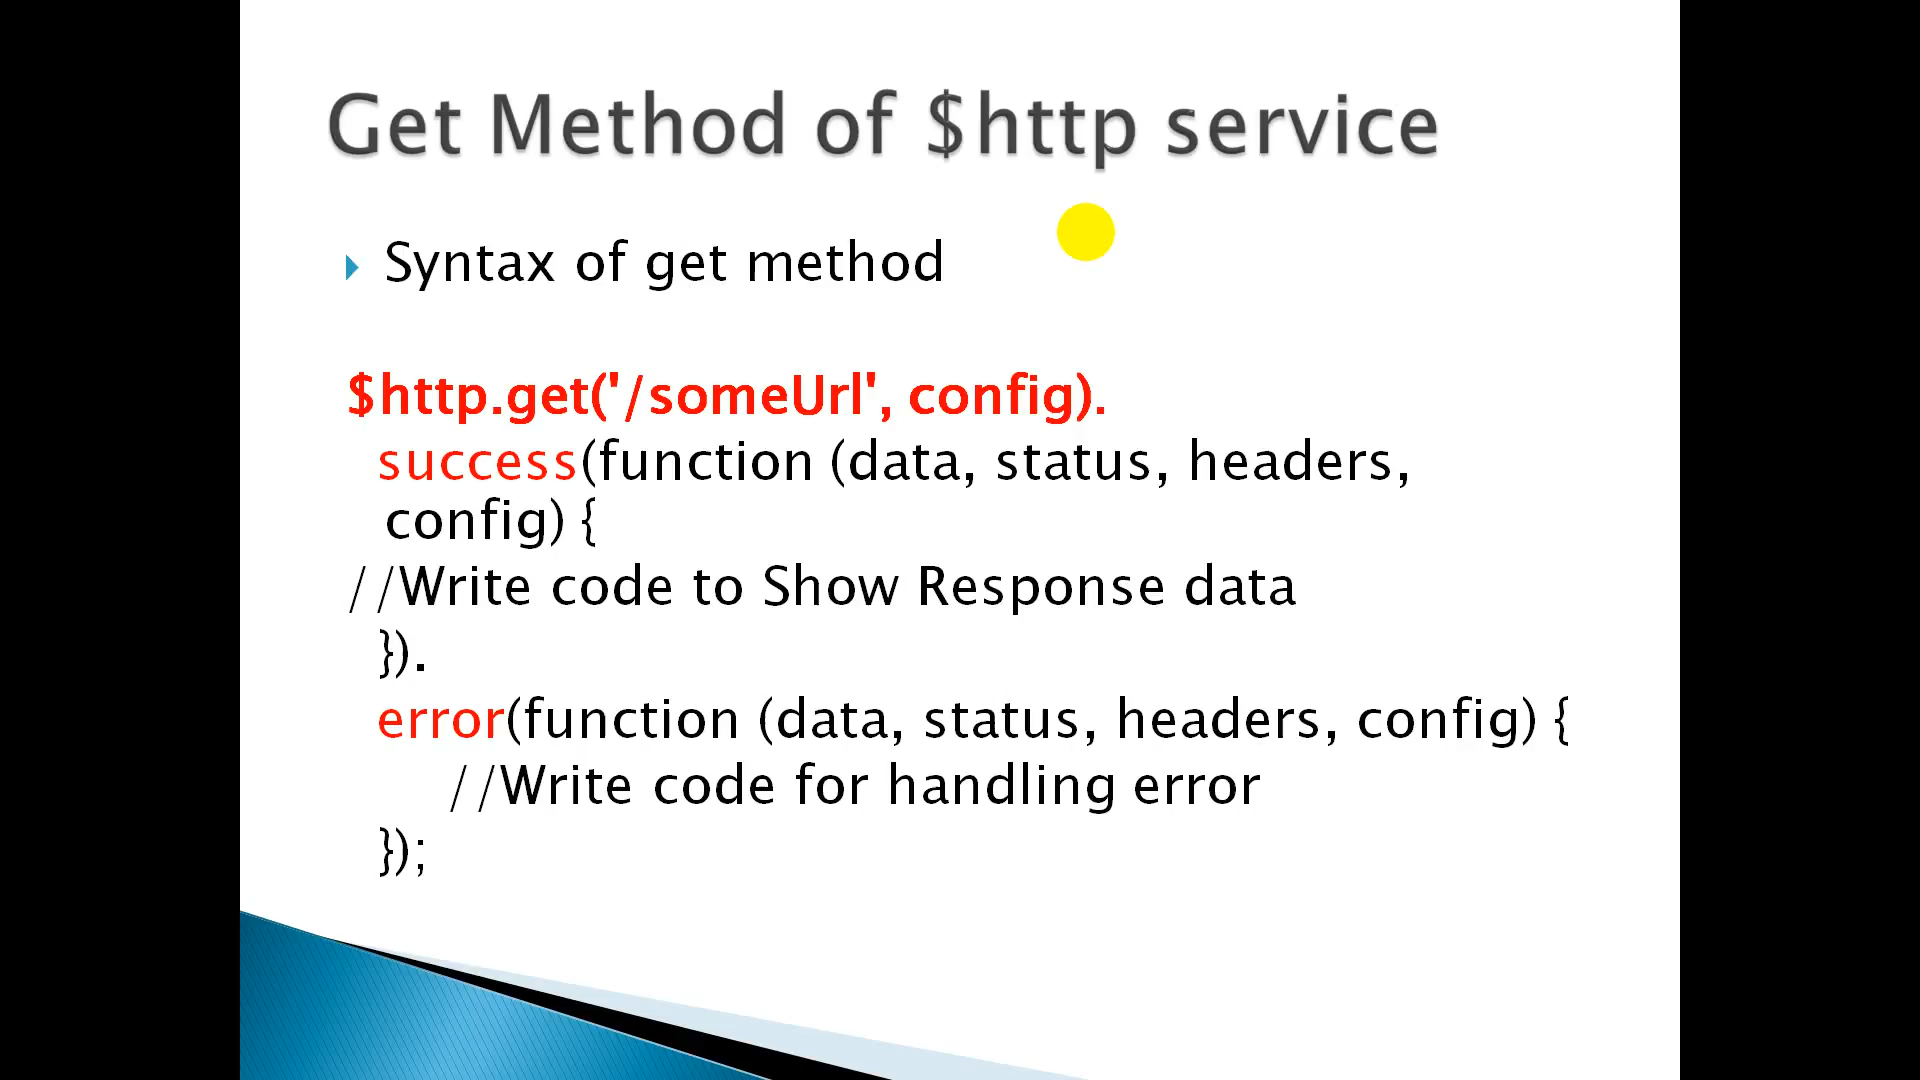 Get Method of $http service
Syntax of get method
$http.get('/someUrl', config).
success(function (data, status, headers,
config) {
//Write code to Show Response data
}).
error(function (data, status, headers, config) {
//Write code for handling error
});